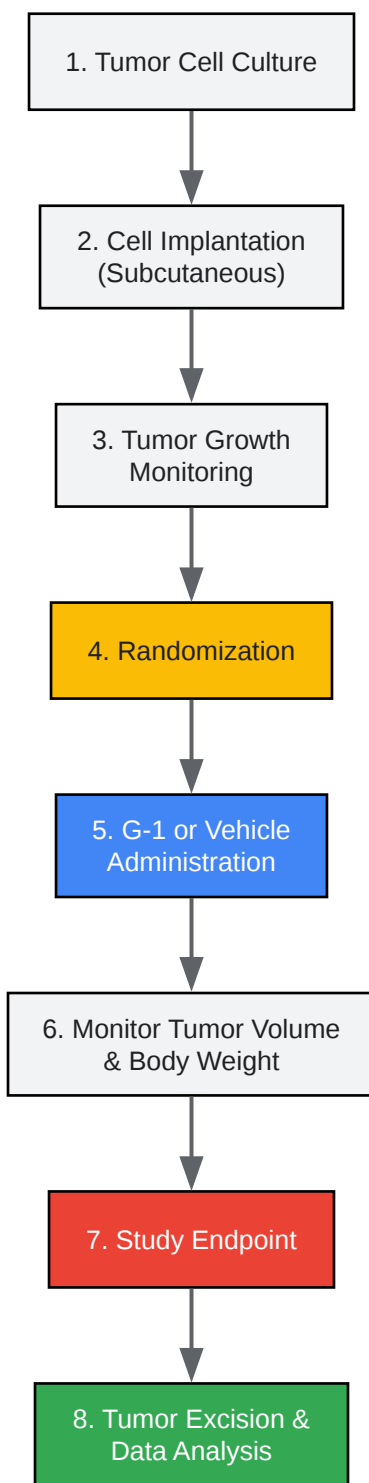 1. Tumor Cell Culture
2. Cell Implantation
(Subcutaneous)
3. Tumor Growth
Monitoring
4. Randomization
5. G-1 or Vehicle
Administration
6. Monitor Tumor Volume
& Body Weight
7. Study Endpoint
8. Tumor Excision &
Data Analysis